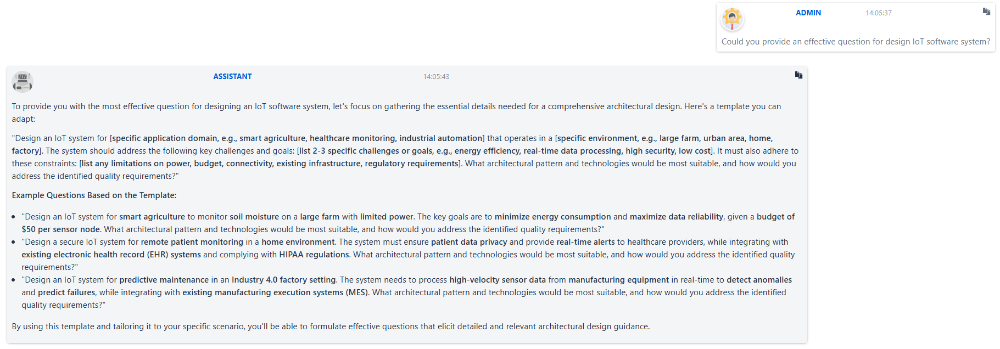 ADMIN 14:05:37
Could you provide an effective question for design IoT software system?
ASSISTANT 14:05:43
To provide you with the most effective question for designing an IoT software system, let's focus on gathering the essential details needed for a comprehensive architectural design. Here's a template you can
adapt:
"Design an IoT system for [specific application domain, e.g., smart agriculture, healthcare monitoring, industrial automation] that operates in a [specific environment, e.g., large farm, urban area, home,
factory]. The system should address the following key challenges and goals: [list 2-3 specific challenges or goals, e.g., energy efficiency, real-time data processing, high security, low cost]. It must also adhere to
these constraints: [list any limitations on power, budget, connectivity, existing infrastructure, regulatory requirements]. What architectural pattern and technologies would be most suitable, and how would you
address the identified quality requirements?"
Example Questions Based on the Template:
• "Design an IoT system for smart agriculture to monitor soil moisture on a large farm with limited power. The key goals are to minimize energy consumption and maximize data reliability, given a budget of
$50 per sensor node. What architectural pattern and technologies would be most suitable, and how would you address the identified quality requirements?"
• "Design a secure IoT system for remote patient monitoring in a home environment. The system must ensure patient data privacy and provide real-time alerts to healthcare providers, while integrating with
existing electronic health record (EHR) systems and complying with HIPAA regulations. What architectural pattern and technologies would be most suitable, and how would you address the identified quality
requirements?"
• "Design an IoT system for predictive maintenance in an Industry 4.0 factory setting. The system needs to process high-velocity sensor data from manufacturing equipment in real-time to detect anomalies
and predict failures, while integrating with existing manufacturing execution systems (MES). What architectural pattern and technologies would be most suitable, and how would you address the identified
quality requirements?"
By using this template and tailoring it to your specific scenario, you'll be able to formulate effective questions that elicit detailed and relevant architectural design guidance.